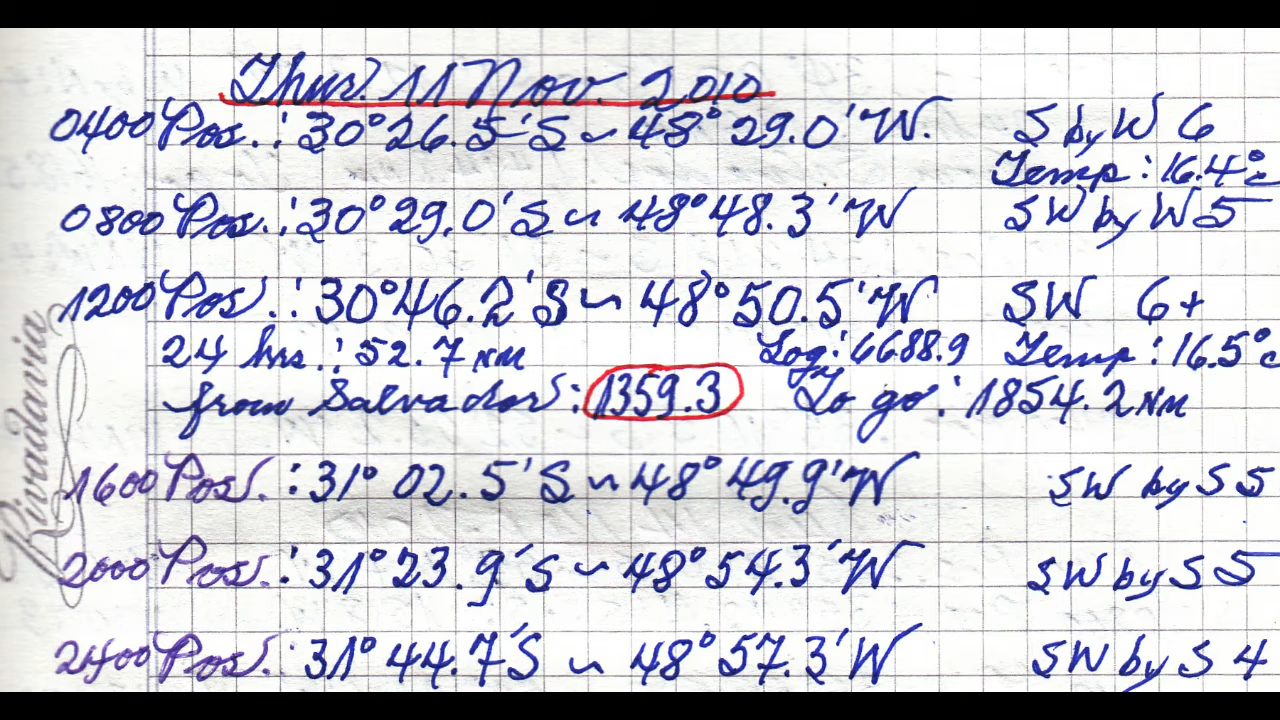 Thur. 11 Nov. 2010
0400 Pos.: 30°26.5'S ~ 48°29.0'W. S by W 6
Temp: 16.4°c
0800 Pos.: 30°29.0'S ~ 48°48.3'W SW by W 5
1200 Pos.: 30°46.2'S ~ 48°50.5'W SW 6+
24 hrs.: 52.7 NM Log: 6688.9 Temp: 16.5°c
from Salvador: 1359.3 To go: 1854.2 NM
1600 Pos.: 31°02.5'S ~ 48°49.9'W SW by S 5
2000 Pos.: 31°23.9'S ~ 48°54.3'W SW by S 5
2400 Pos.: 31°44.7'S ~ 48°57.3'W SW by S 4
Rivadavia